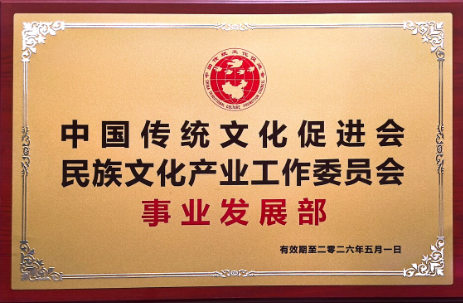 中国传统文化促进会
民族文化产业工作委员会
事业发展部
有效期至二零二六年五月一日